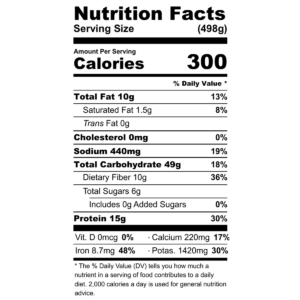 Nutrition Facts
Serving Size (498g)
Amount Per Serving
Calories 300
% Daily Value *
Total Fat 10g 13%
Saturated Fat 1.5g 8%
Trans Fat 0g
Cholesterol 0mg 0%
Sodium 440mg 19%
Total Carbohydrate 49g 18%
Dietary Fiber 10g 36%
Total Sugars 6g
Includes 0g Added Sugars 0%
Protein 15g 30%
Vit. D 0mcg 0% · Calcium 220mg 17%
Iron 8.7mg 48% · Potas. 1420mg 30%
* The % Daily Value (DV) tells you how much a
nutrient in a serving of food contributes to a daily
diet. 2,000 calories a day is used for general nutrition
advice.